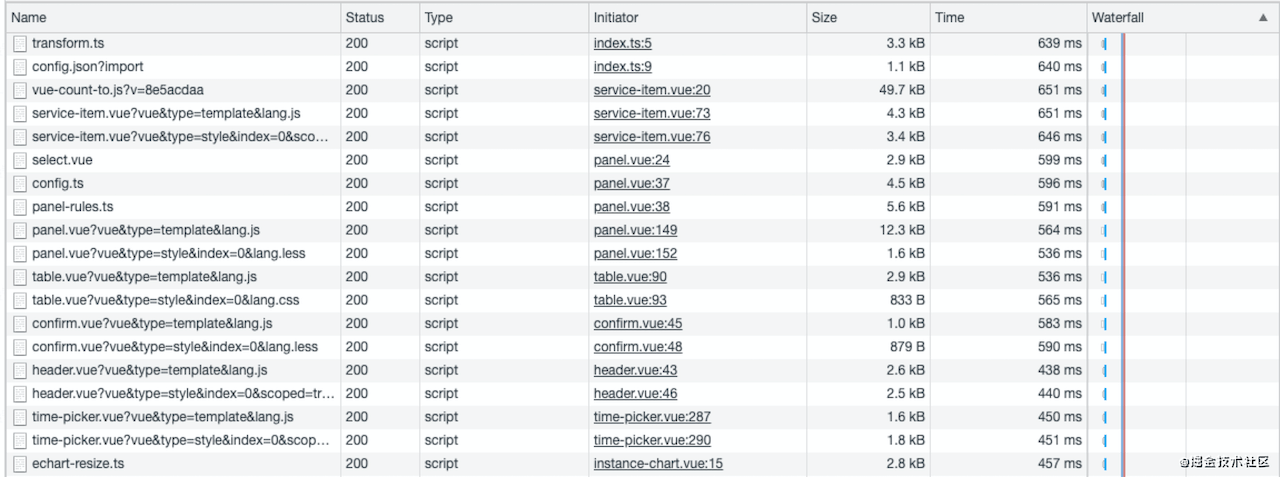 Name Status Type Initiator Size Time Waterfall ▲
transform.ts 200 script index.ts:5 3.3 kB 639 ms
config.json?import 200 script index.ts:9 1.1 kB 640 ms
vue-count-to.js?v=8e5acdaa 200 script service-item.vue:20 49.7 kB 651 ms
service-item.vue?vue&type=template&lang.js 200 script service-item.vue:73 4.3 kB 651 ms
service-item.vue?vue&type=style&index=0&sco... 200 script service-item.vue:76 3.4 kB 646 ms
select.vue 200 script panel.vue:24 2.9 kB 599 ms
config.ts 200 script panel.vue:37 4.5 kB 596 ms
panel-rules.ts 200 script panel.vue:38 5.6 kB 591 ms
panel.vue?vue&type=template&lang.js 200 script panel.vue:149 12.3 kB 564 ms
panel.vue?vue&type=style&index=0&lang.less 200 script panel.vue:152 1.6 kB 536 ms
table.vue?vue&type=template&lang.js 200 script table.vue:90 2.9 kB 536 ms
table.vue?vue&type=style&index=0&lang.css 200 script table.vue:93 833 B 565 ms
confirm.vue?vue&type=template&lang.js 200 script confirm.vue:45 1.0 kB 583 ms
confirm.vue?vue&type=style&index=0&lang.less 200 script confirm.vue:48 879 B 590 ms
header.vue?vue&type=template&lang.js 200 script header.vue:43 2.6 kB 438 ms
header.vue?vue&type=style&index=0&scoped=tr... 200 script header.vue:46 2.5 kB 440 ms
time-picker.vue?vue&type=template&lang.js 200 script time-picker.vue:287 1.6 kB 450 ms
time-picker.vue?vue&type=style&index=0&scop... 200 script time-picker.vue:290 1.8 kB 451 ms
echart-resize.ts 200 script instance-chart.vue:15 2.8 kB 457 ms
@掘金技术社区